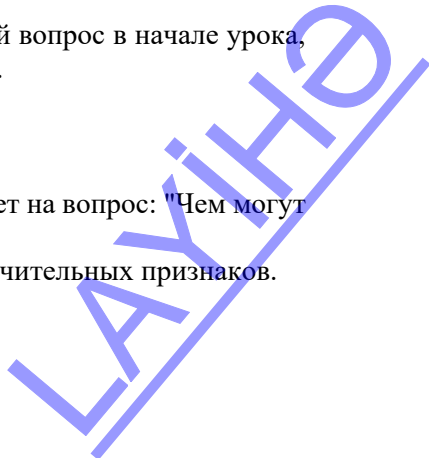 й вопрос в начале урока,
.
ет на вопрос: "Чем могут
чительных признаков.
LAYİHƏ